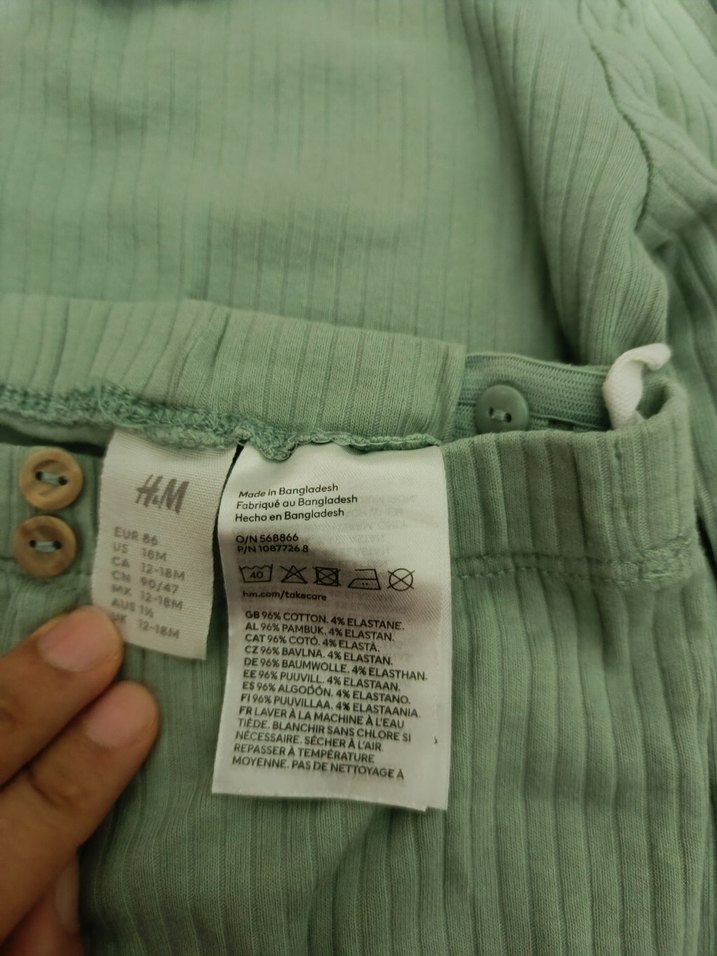 H&M
EUR 86
US 18M
CA 12-18M
CN 90/47
MX 12-18M
AUS 1½
UK 12-18M
Made in Bangladesh
Fabriqué au Bangladesh
Hecho en Bangladesh
O/N 568866
P/N 1087726.8
40
hm.com/takecare
GB 96% COTTON. 4% ELASTANE.
AL 96% PAMBUK. 4% ELASTAN.
CAT 96% COTÓ. 4% ELASTÀ.
CZ 96% BAVLNA. 4% ELASTAN.
DE 96% BAUMWOLLE. 4% ELASTHAN.
EE 96% PUUVILL. 4% ELASTAAN.
ES 96% ALGODÓN. 4% ELASTANO.
FI 96% PUUVILLAA. 4% ELASTAANIA.
FR LAVER À LA MACHINE À L'EAU
TIÈDE. BLANCHIR SANS CHLORE SI
NÉCESSAIRE. SÉCHER À L'AIR.
REPASSER À TEMPÉRATURE
MOYENNE. PAS DE NETTOYAGE À